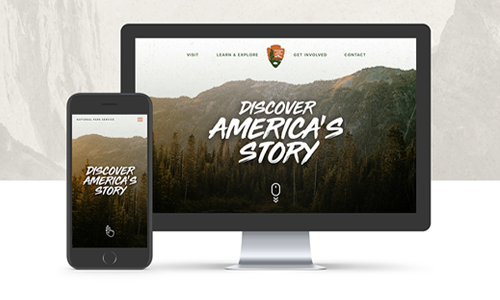 VISIT
LEARN & EXPLORE
GET INVOLVED
CONTACT
DISCOVER
AMERICA'S
STORY
NATIONAL PARK SERVICE
DISCOVER
AMERICA'S
STORY